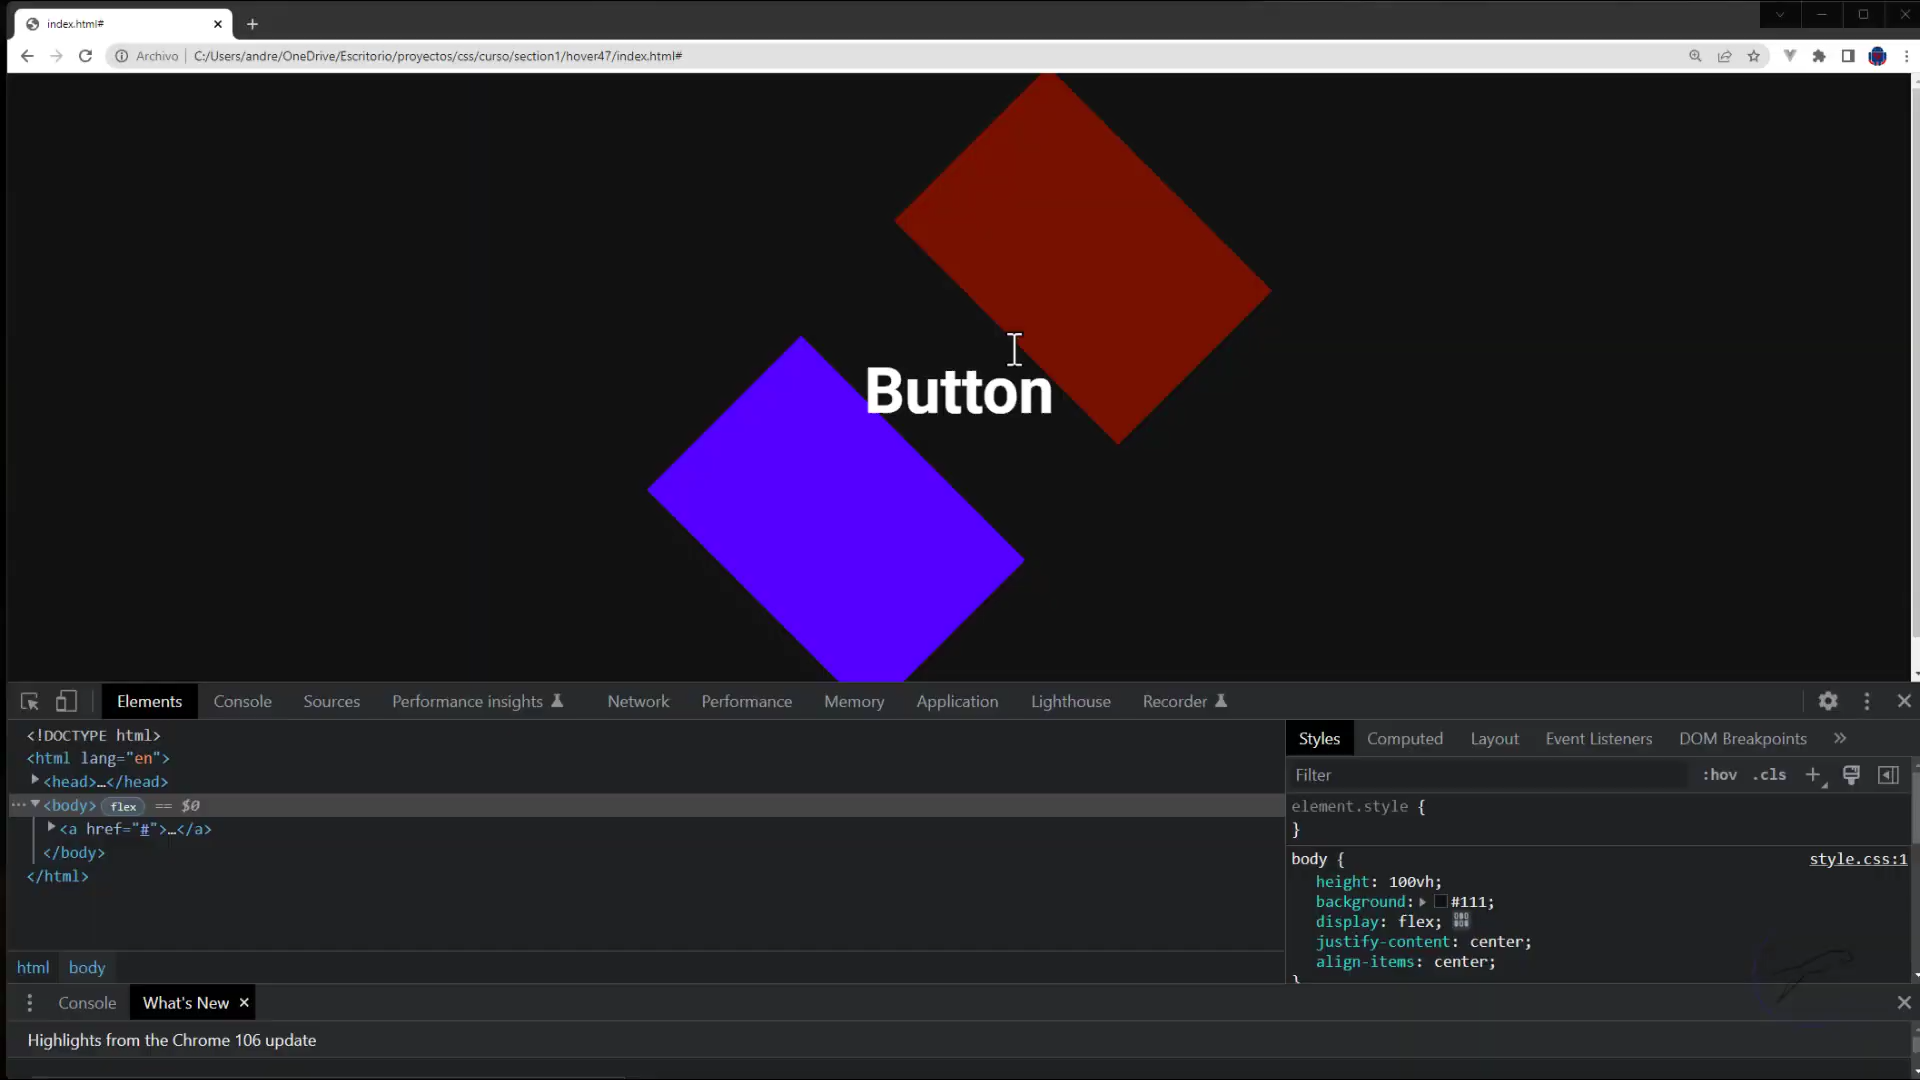 index.html#
Archivo C:/Users/andre/OneDrive/Escritorio/proyectos/css/curso/section1/hover47/index.html#
Button
Elements Console Sources Performance insights Network Performance Memory Application Lighthouse Recorder
<!DOCTYPE html>
<html lang="en">
<head>…</head>
<body> flex == $0
<a href="#">…</a>
</body>
</html>
html body
Styles Computed Layout Event Listeners DOM Breakpoints
Filter :hov .cls
element.style {
}
body { style.css:1
height: 100vh;
background: #111;
display: flex;
justify-content: center;
align-items: center;
}
Console What's New
Highlights from the Chrome 106 update